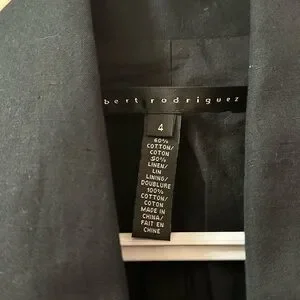 bert rodriguez
4
60%
COTTON/
COTON
50%
LINEN/
LIN
LINING/
DOUBLURE
100%
COTTON/
COTON
MADE IN
CHINA/
FAIT EN
CHINE